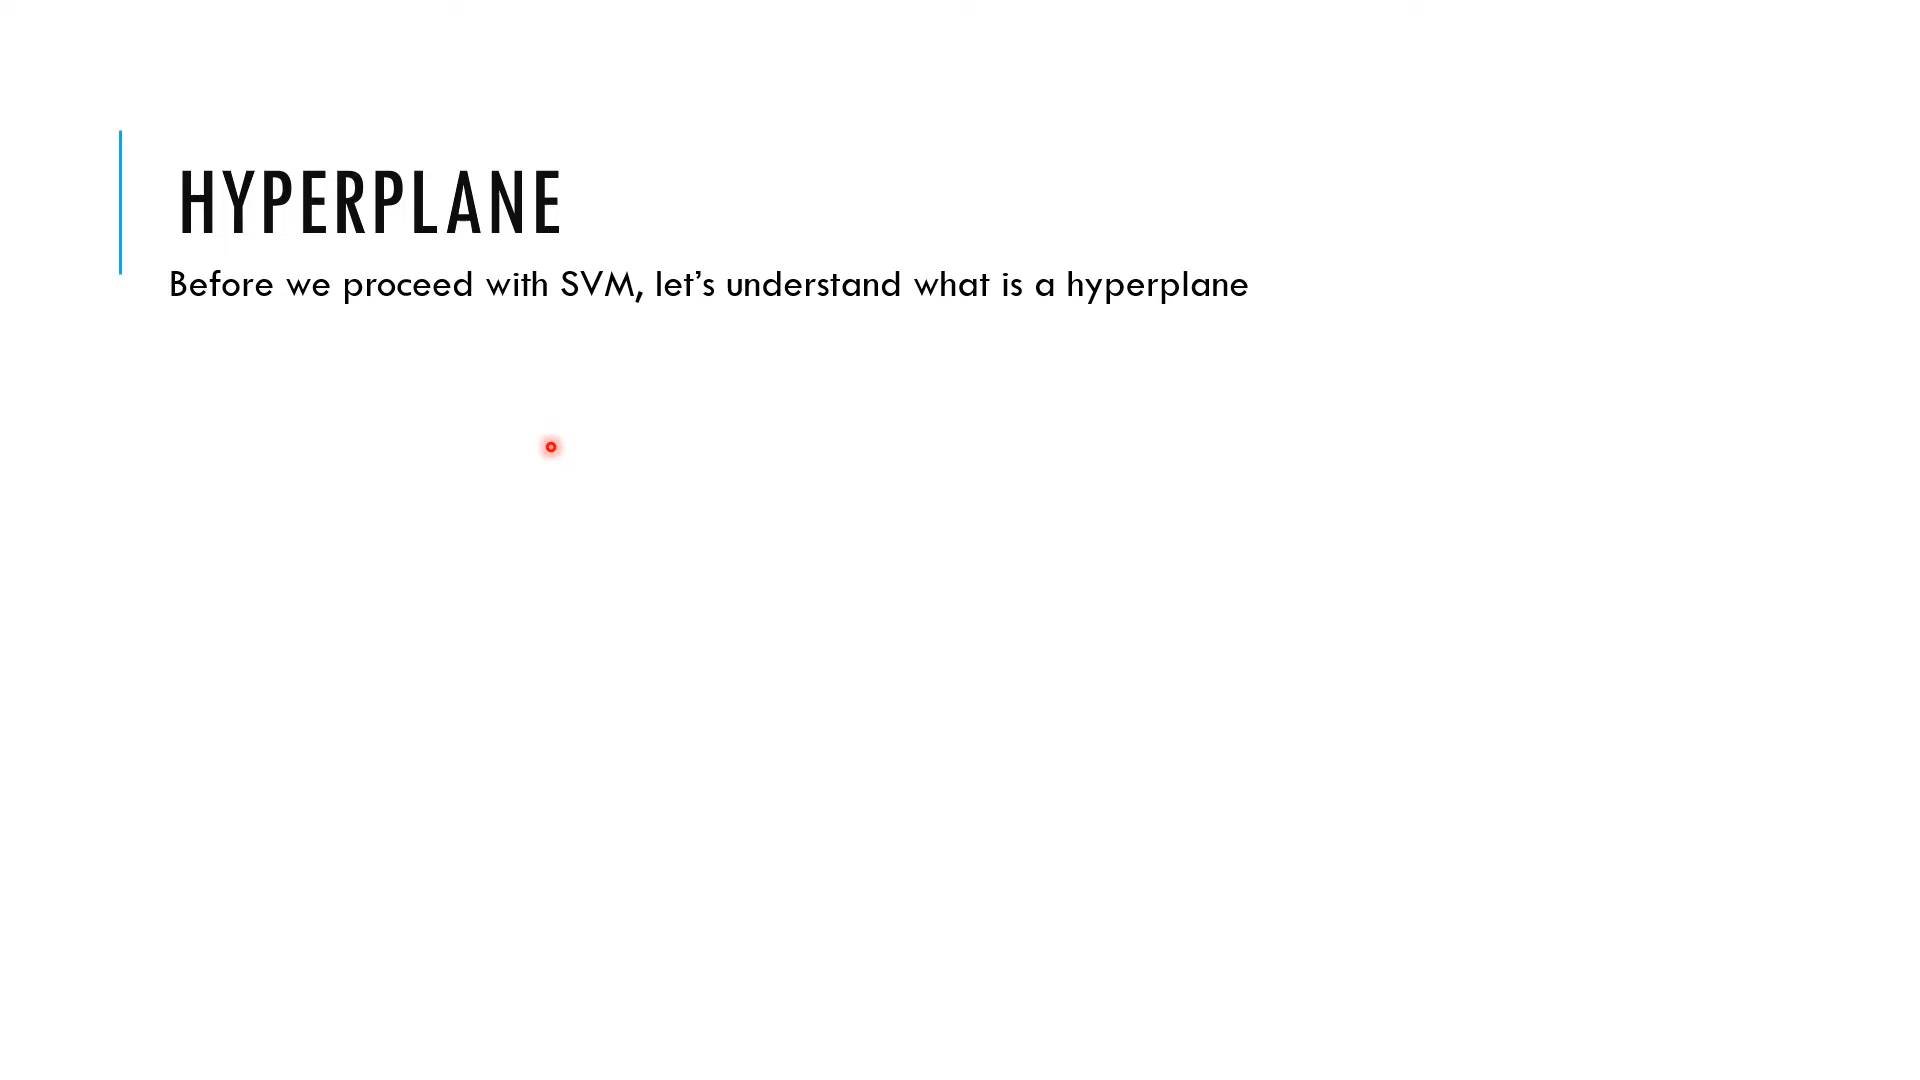 HYPERPLANE
Before we proceed with SVM, let’s understand what is a hyperplane